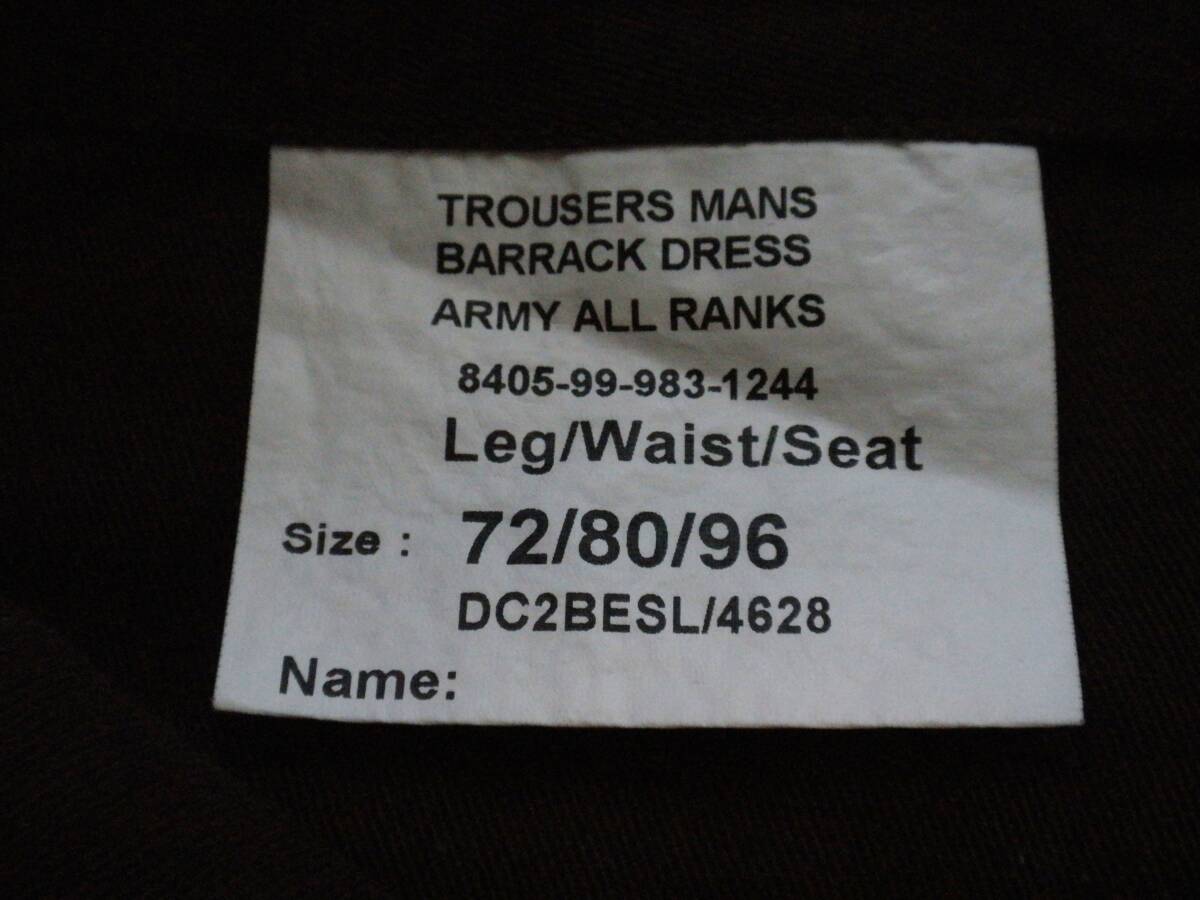 TROUSERS MANS
BARRACK DRESS
ARMY ALL RANKS
8405-99-983-1244
Leg/Waist/Seat
Size : 72/80/96
DC2BESL/4628
Name: